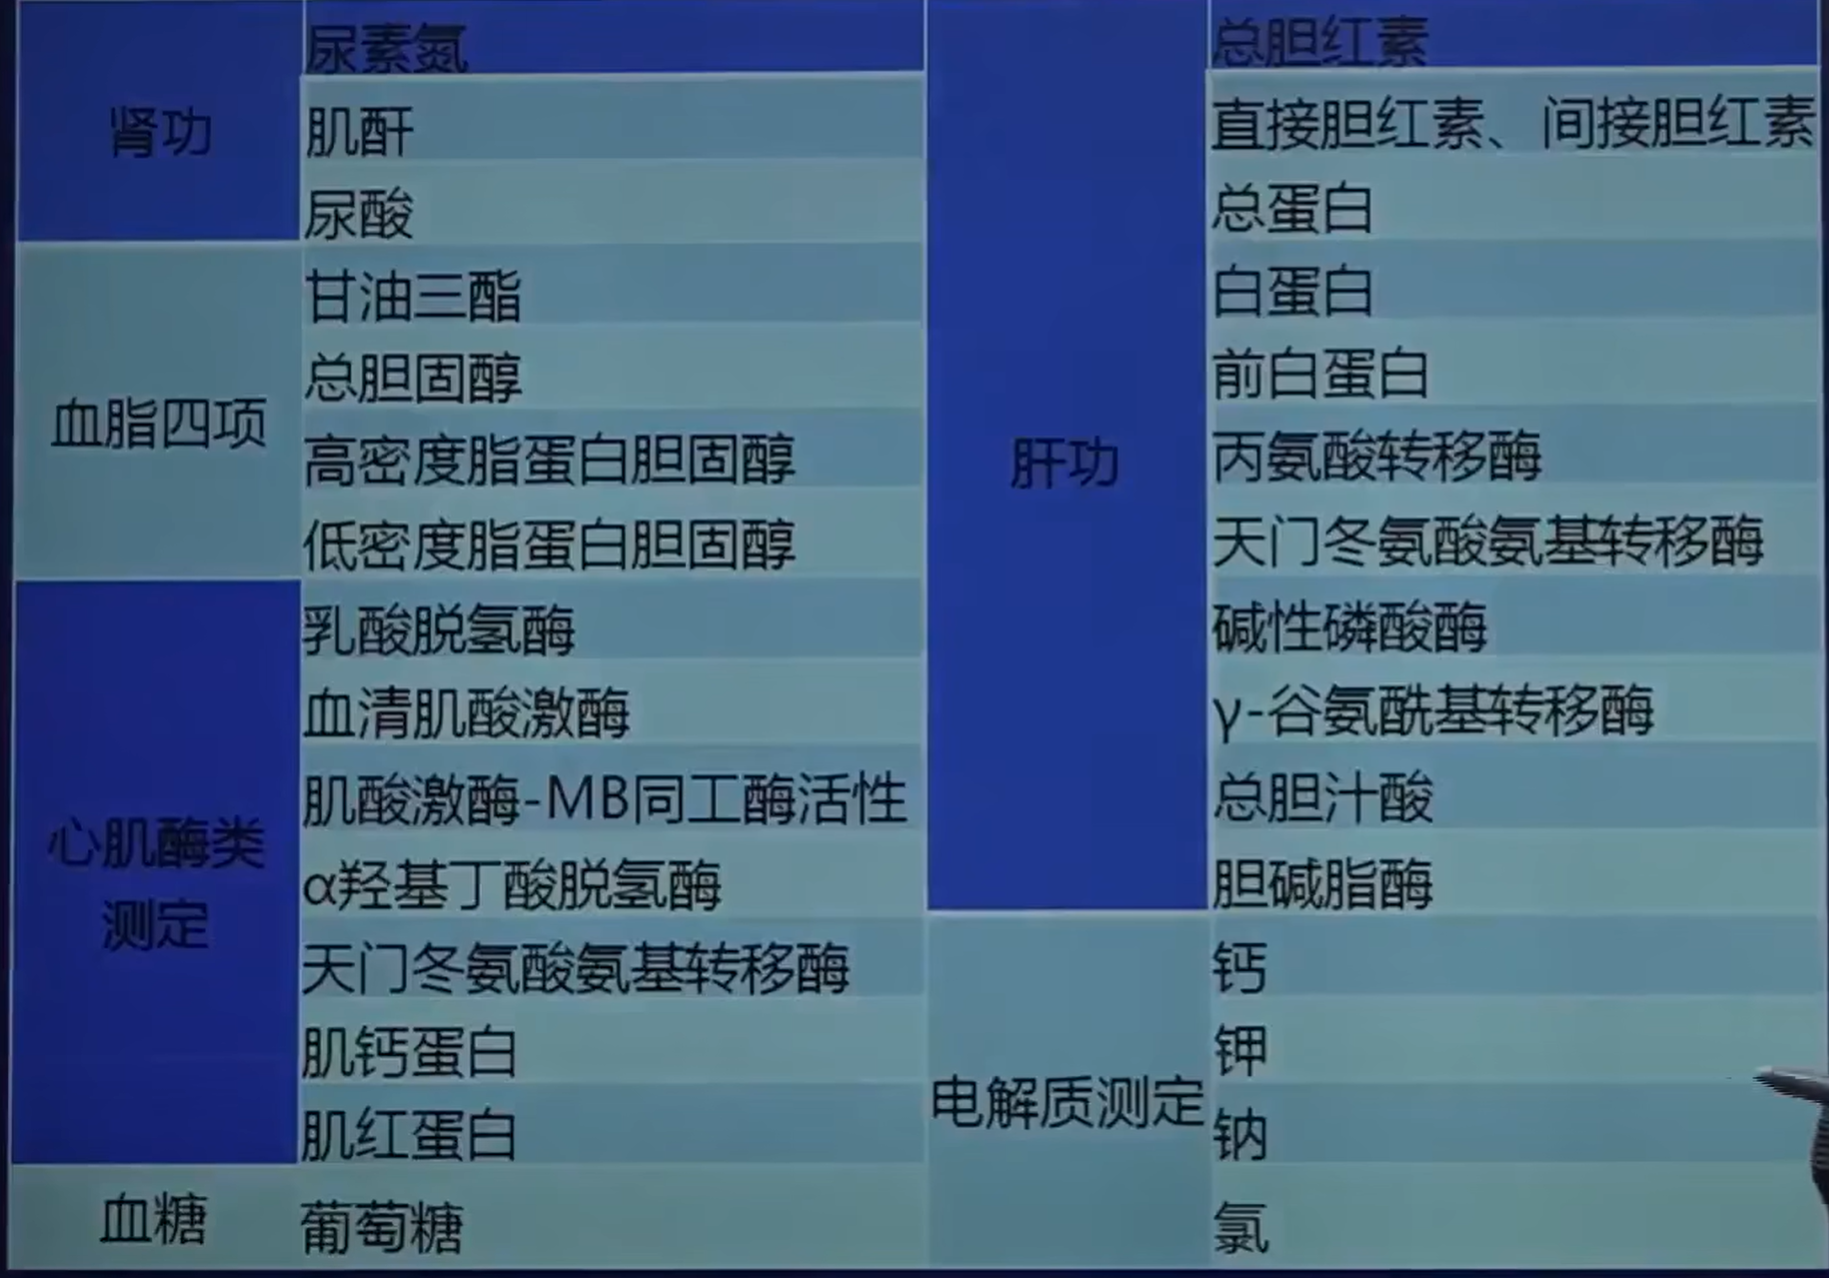 肾功
尿素氮
肌酐
尿酸
血脂四项
甘油三酯
总胆固醇
高密度脂蛋白胆固醇
低密度脂蛋白胆固醇
心肌酶类
测定
乳酸脱氢酶
血清肌酸激酶
肌酸激酶-MB同工酶活性
α羟基丁酸脱氢酶
天门冬氨酸氨基转移酶
肌钙蛋白
肌红蛋白
血糖
葡萄糖
肝功
总胆红素
直接胆红素、间接胆红素
总蛋白
白蛋白
前白蛋白
丙氨酸转移酶
天门冬氨酸氨基转移酶
碱性磷酸酶
γ-谷氨酰基转移酶
总胆汁酸
胆碱脂酶
电解质测定
钙
钾
钠
氯